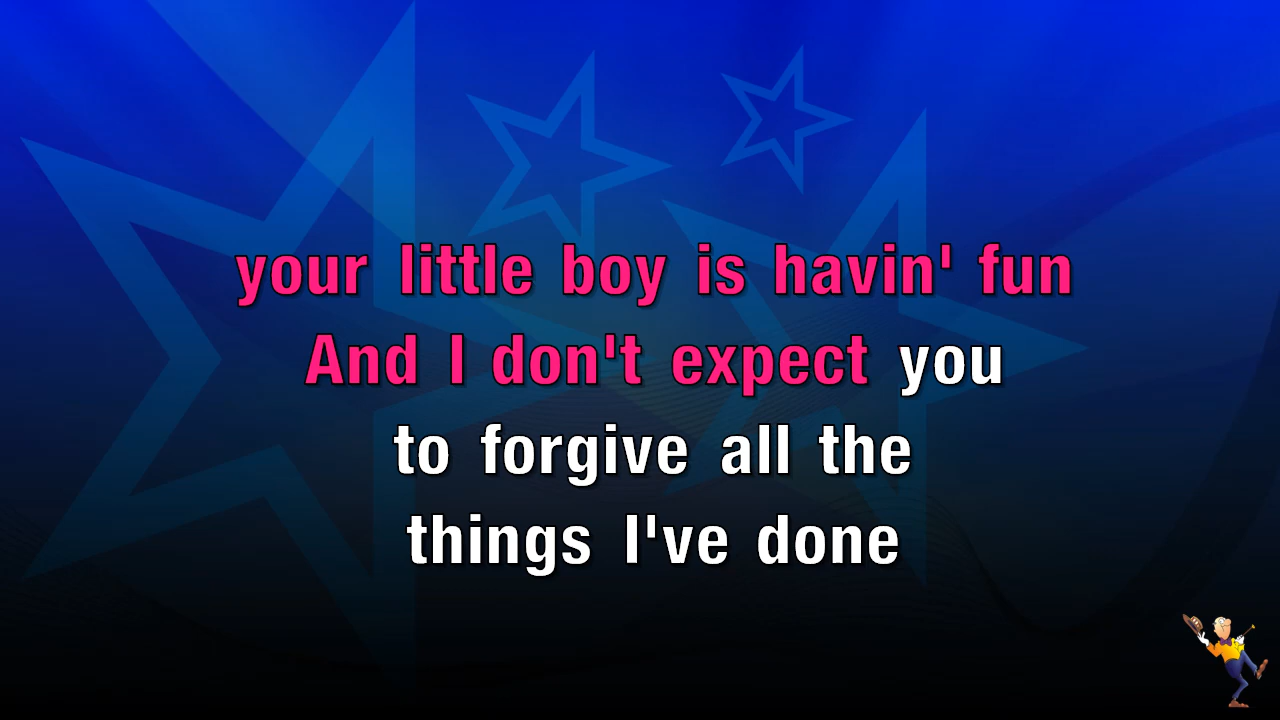 your little boy is havin' fun
And I don't expect you
to forgive all the
things I've done